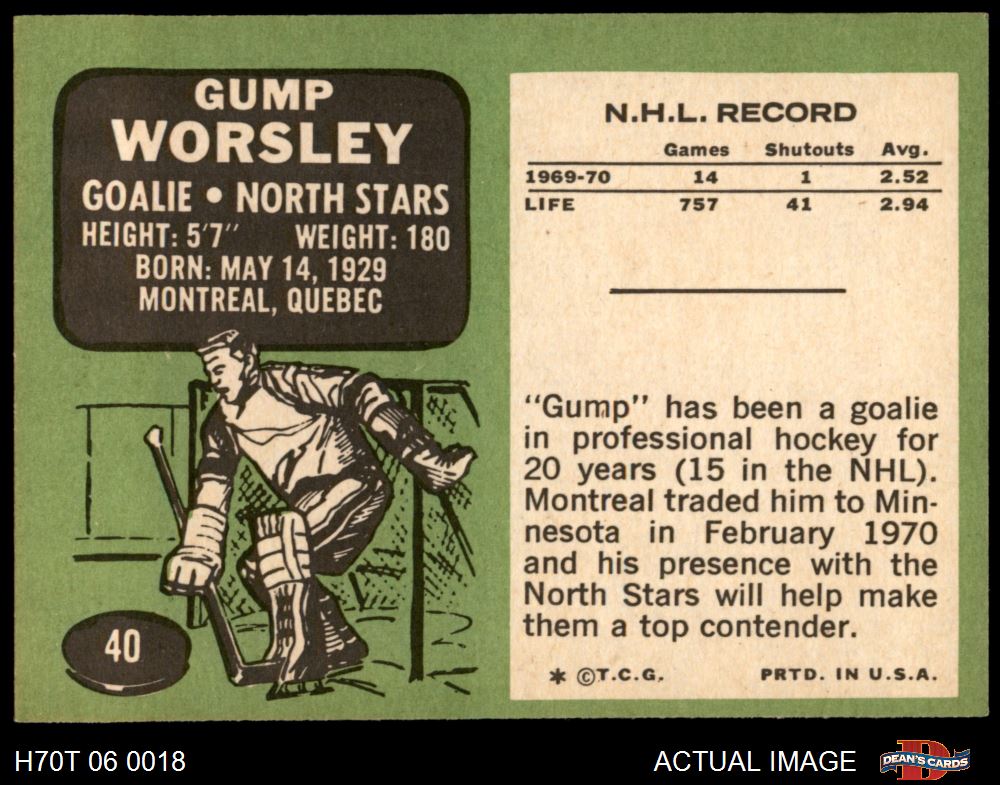 GUMP
WORSLEY
GOALIE • NORTH STARS
HEIGHT: 5'7" WEIGHT: 180
BORN: MAY 14, 1929
MONTREAL, QUEBEC
40
N.H.L. RECORD
Games Shutouts Avg.
1969-70 14 1 2.52
LIFE 757 41 2.94
"Gump" has been a goalie
in professional hockey for
20 years (15 in the NHL).
Montreal traded him to Min-
nesota in February 1970
and his presence with the
North Stars will help make
them a top contender.
* ©T.C.G. PRTD. IN U.S.A.
H70T 06 0018
ACTUAL IMAGE
D
DEAN'S CARDS